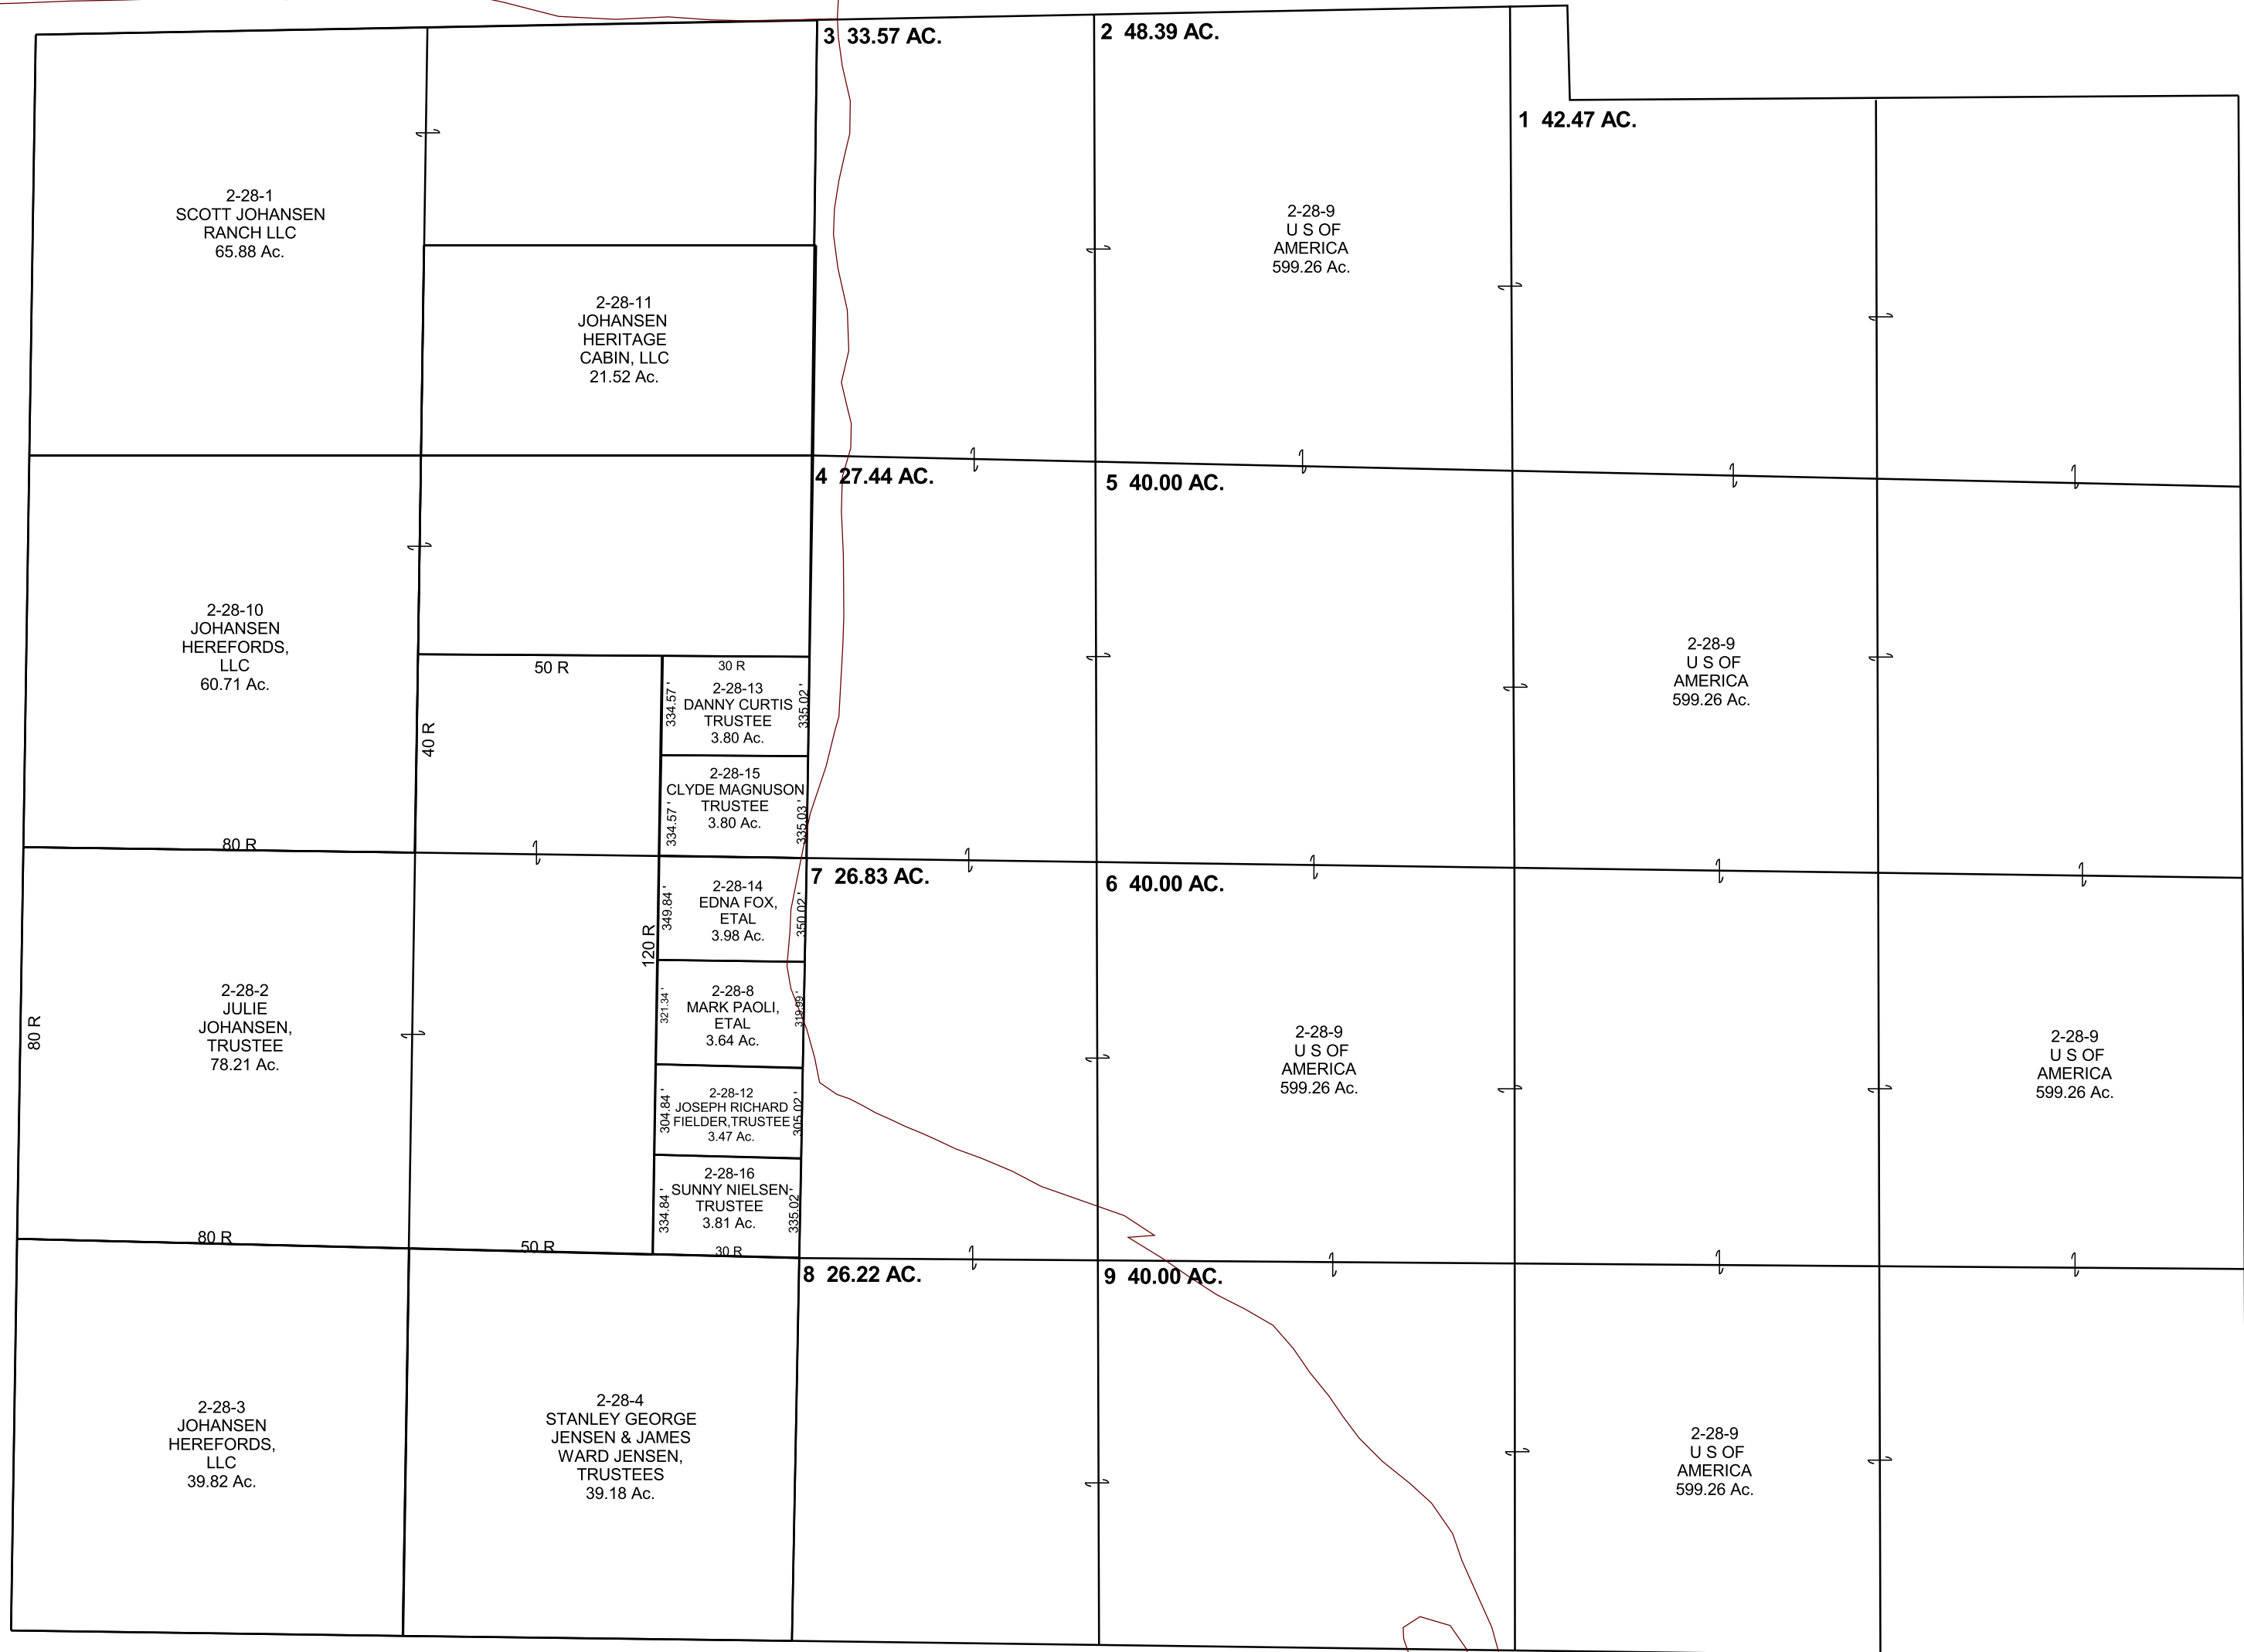 3 33.57 AC.
2 48.39 AC.
1 42.47 AC.
2-28-1
SCOTT JOHANSEN
RANCH LLC
65.88 Ac.
2-28-9
U S OF
AMERICA
599.26 Ac.
2-28-11
JOHANSEN
HERITAGE
CABIN, LLC
21.52 Ac.
4 27.44 AC.
5 40.00 AC.
2-28-10
JOHANSEN
HEREFORDS,
LLC
60.71 Ac.
2-28-9
U S OF
AMERICA
599.26 Ac.
50 R
30 R
40 R
334.57 '
2-28-13
DANNY CURTIS
TRUSTEE
3.80 Ac.
335.02 '
334.57 '
2-28-15
CLYDE MAGNUSON
TRUSTEE
3.80 Ac.
335.03 '
80 R
7 26.83 AC.
6 40.00 AC.
349.84 '
2-28-14
EDNA FOX,
ETAL
3.98 Ac.
350.02 '
120 R
80 R
2-28-2
JULIE
JOHANSEN,
TRUSTEE
78.21 Ac.
321.34 '
2-28-8
MARK PAOLI,
ETAL
3.64 Ac.
319.99 '
2-28-9
U S OF
AMERICA
599.26 Ac.
2-28-9
U S OF
AMERICA
599.26 Ac.
304.84 '
2-28-12
JOSEPH RICHARD
FIELDER,TRUSTEE
3.47 Ac.
305.02 '
334.84 '
2-28-16
SUNNY NIELSEN
TRUSTEE
3.81 Ac.
335.02 '
80 R
50 R
30 R
8 26.22 AC.
9 40.00 AC.
2-28-3
JOHANSEN
HEREFORDS,
LLC
39.82 Ac.
2-28-4
STANLEY GEORGE
JENSEN & JAMES
WARD JENSEN,
TRUSTEES
39.18 Ac.
2-28-9
U S OF
AMERICA
599.26 Ac.